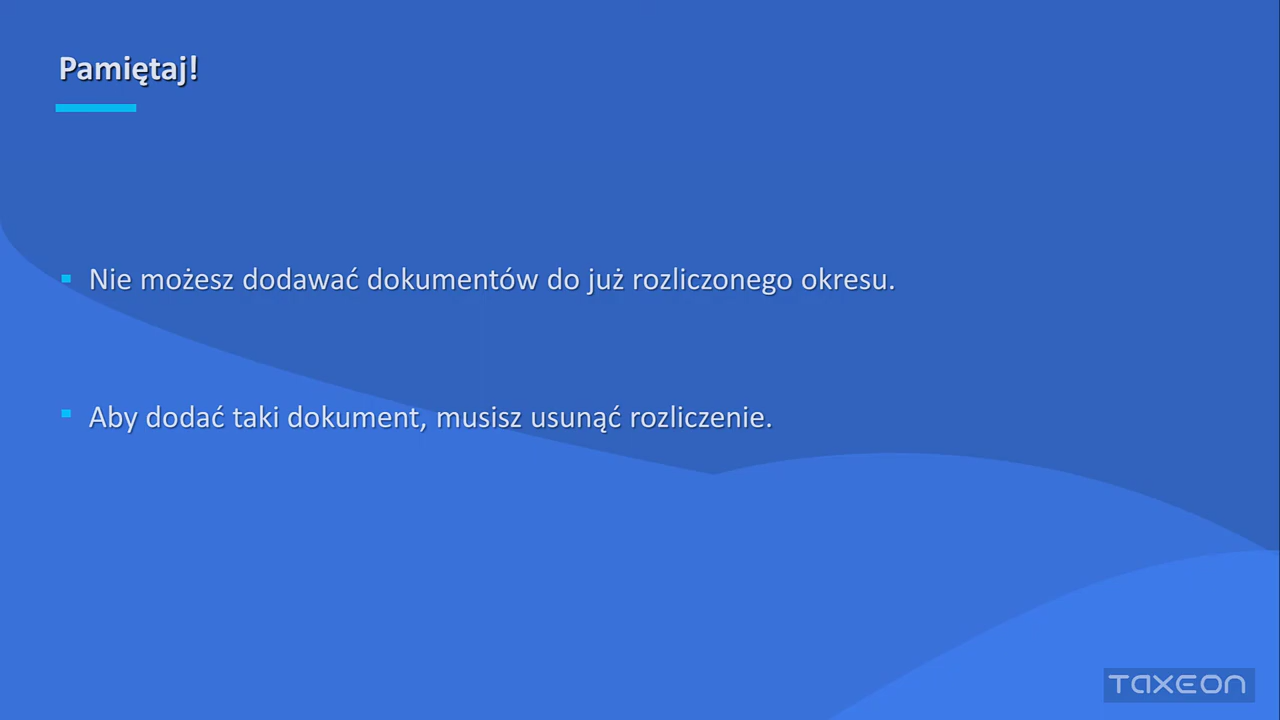 Pamiętaj!
Nie możesz dodawać dokumentów do już rozliczonego okresu.
Aby dodać taki dokument, musisz usunąć rozliczenie.
TAXEON